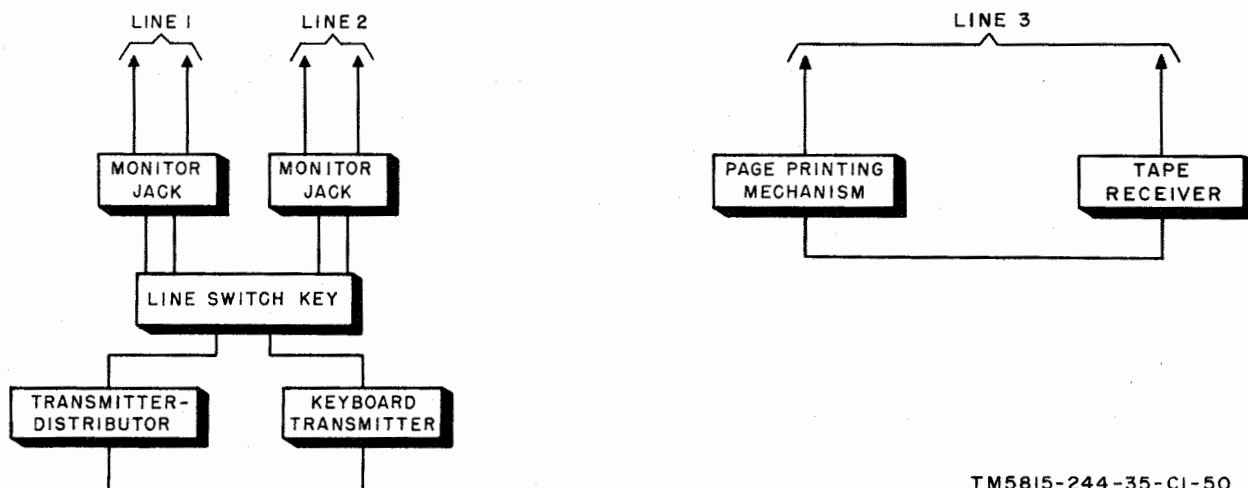 LINE 1
LINE 2
LINE 3
MONITOR
JACK
MONITOR
JACK
PAGE PRINTING
MECHANISM
TAPE
RECEIVER
LINE SWITCH KEY
TRANSMITTER-
DISTRIBUTOR
KEYBOARD
TRANSMITTER
TM5815-244-35-C1-50